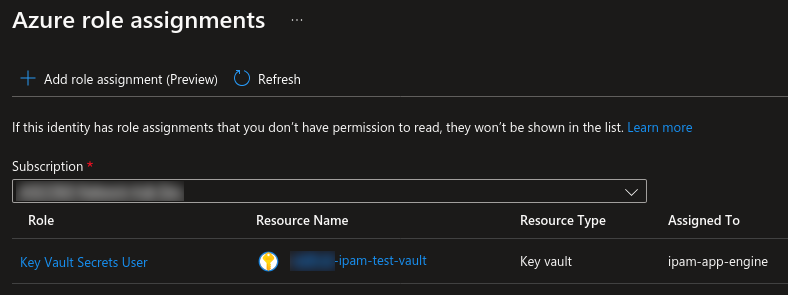 Azure role assignments ...
Add role assignment (Preview) Refresh
If this identity has role assignments that you don't have permission to read, they won't be shown in the list. Learn more
Subscription *
Role Resource Name Resource Type Assigned To
Key Vault Secrets User -ipam-test-vault Key vault ipam-app-engine